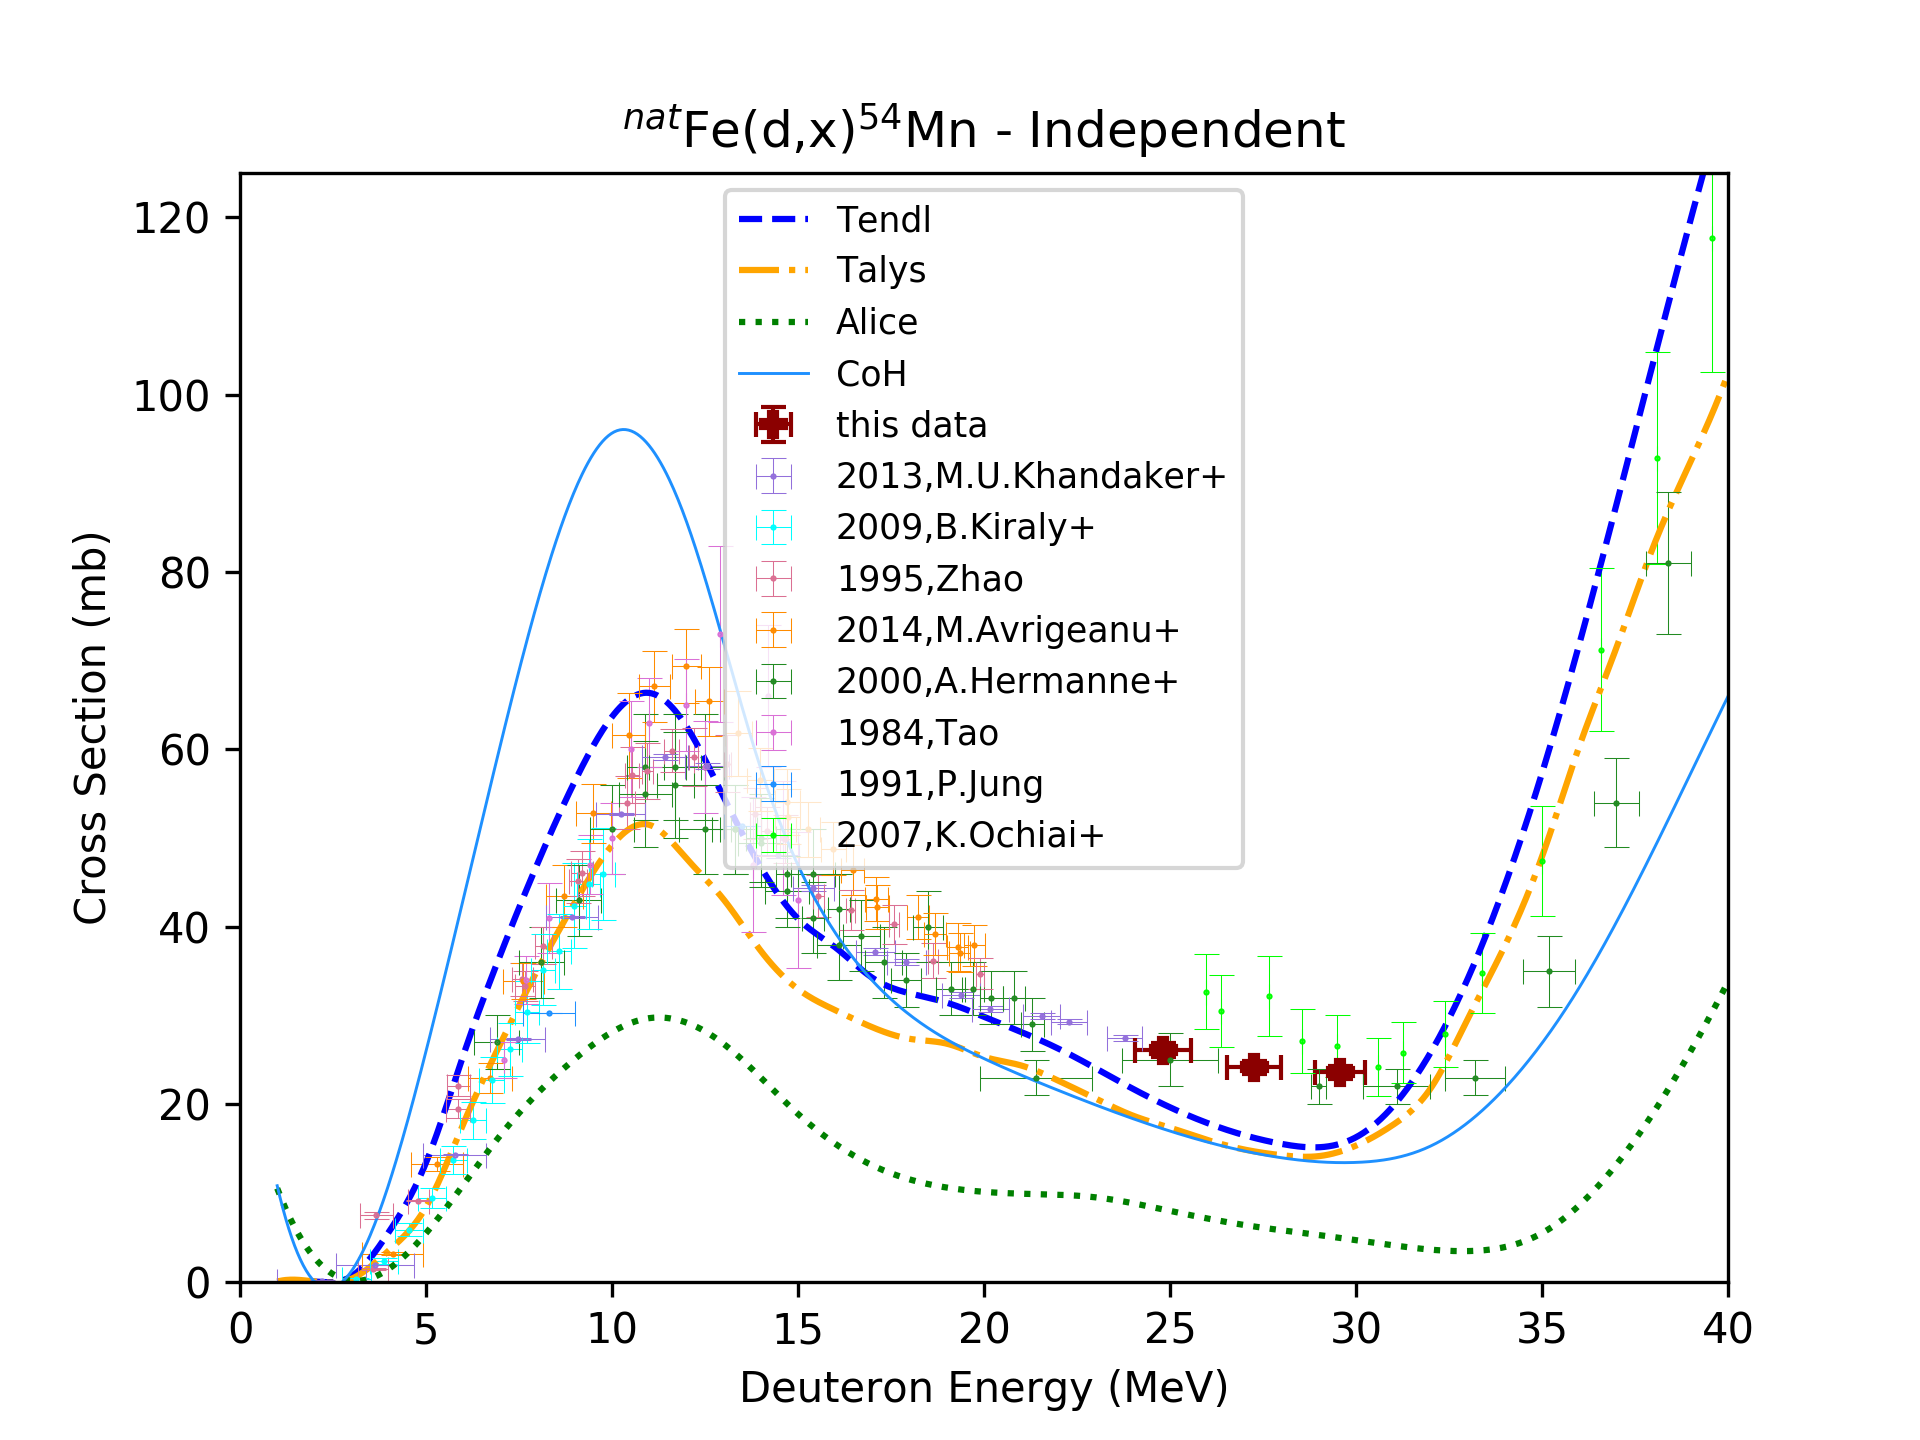 natFe(d,x)54Mn - Independent
Tendl
Talys
Alice
CoH
this data
2013,M.U.Khandaker+
2009,B.Kiraly+
1995,Zhao
2014,M.Avrigeanu+
2000,A.Hermanne+
1984,Tao
1991,P.Jung
2007,K.Ochiai+
Cross Section (mb)
120
100
80
60
40
20
0
0 5 10 15 20 25 30 35 40
Deuteron Energy (MeV)